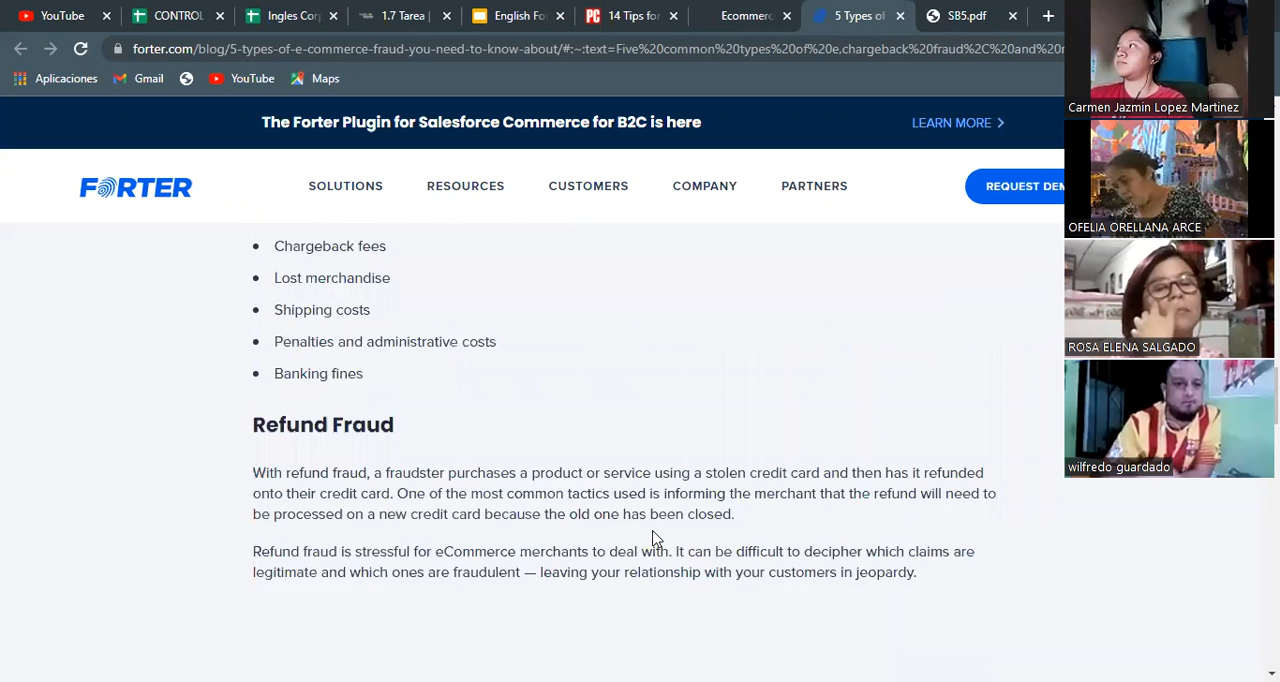 YouTube
CONTROL
Ingles Cor
1.7 Tarea |
English Fo
14 Tips for
Ecommerc
5 Types of
SB5.pdf
forter.com/blog/5-types-of-e-commerce-fraud-you-need-to-know-about/#:~:text=Five%20common%20types%20of%20e,chargeback%20fraud%2C%20and%20
Aplicaciones
Gmail
YouTube
Maps
The Forter Plugin for Salesforce Commerce for B2C is here
LEARN MORE
FORTER
SOLUTIONS
RESOURCES
CUSTOMERS
COMPANY
PARTNERS
REQUEST DEM
Chargeback fees
Lost merchandise
Shipping costs
Penalties and administrative costs
Banking fines
Refund Fraud
With refund fraud, a fraudster purchases a product or service using a stolen credit card and then has it refunded
onto their credit card. One of the most common tactics used is informing the merchant that the refund will need to
be processed on a new credit card because the old one has been closed.
Refund fraud is stressful for eCommerce merchants to deal with. It can be difficult to decipher which claims are
legitimate and which ones are fraudulent — leaving your relationship with your customers in jeopardy.
Carmen Jazmin Lopez Martinez
OFELIA ORELLANA ARCE
ROSA ELENA SALGADO
wilfredo guardado